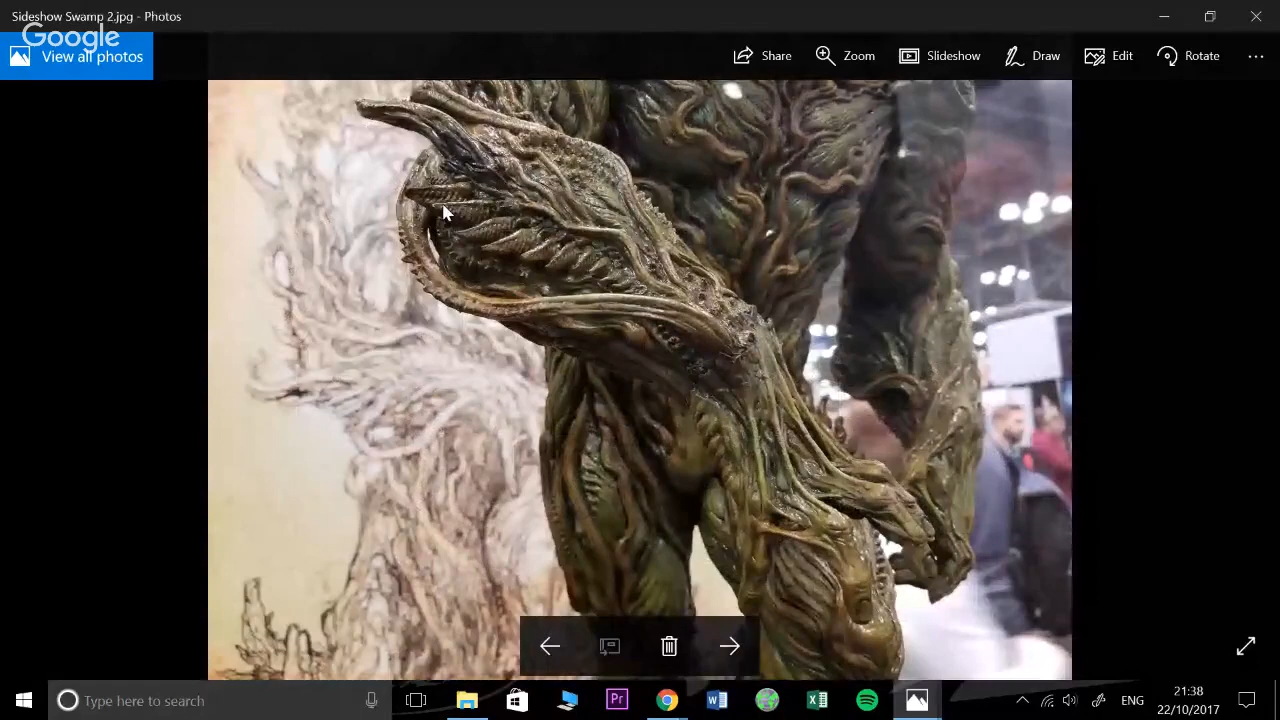 Sideshow Swamp 2.jpg - Photos
Google
View all photos
Share
Zoom
Slideshow
Draw
Edit
Rotate
Type here to search
Pr
ENG
21:38
22/10/2017